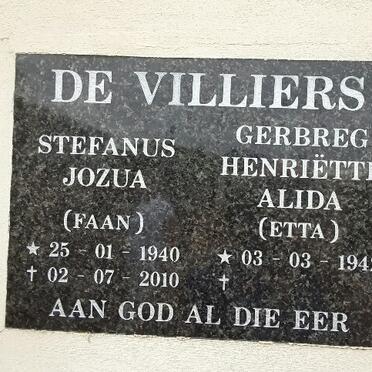 DE VILLIERS
STEFANUS
JOZUA
(FAAN)
★ 25 - 01 - 1940
† 02 - 07 - 2010
GERBREG
HENRIËTT
ALIDA
(ETTA)
★ 03 - 03 - 194
†
AAN GOD AL DIE EER